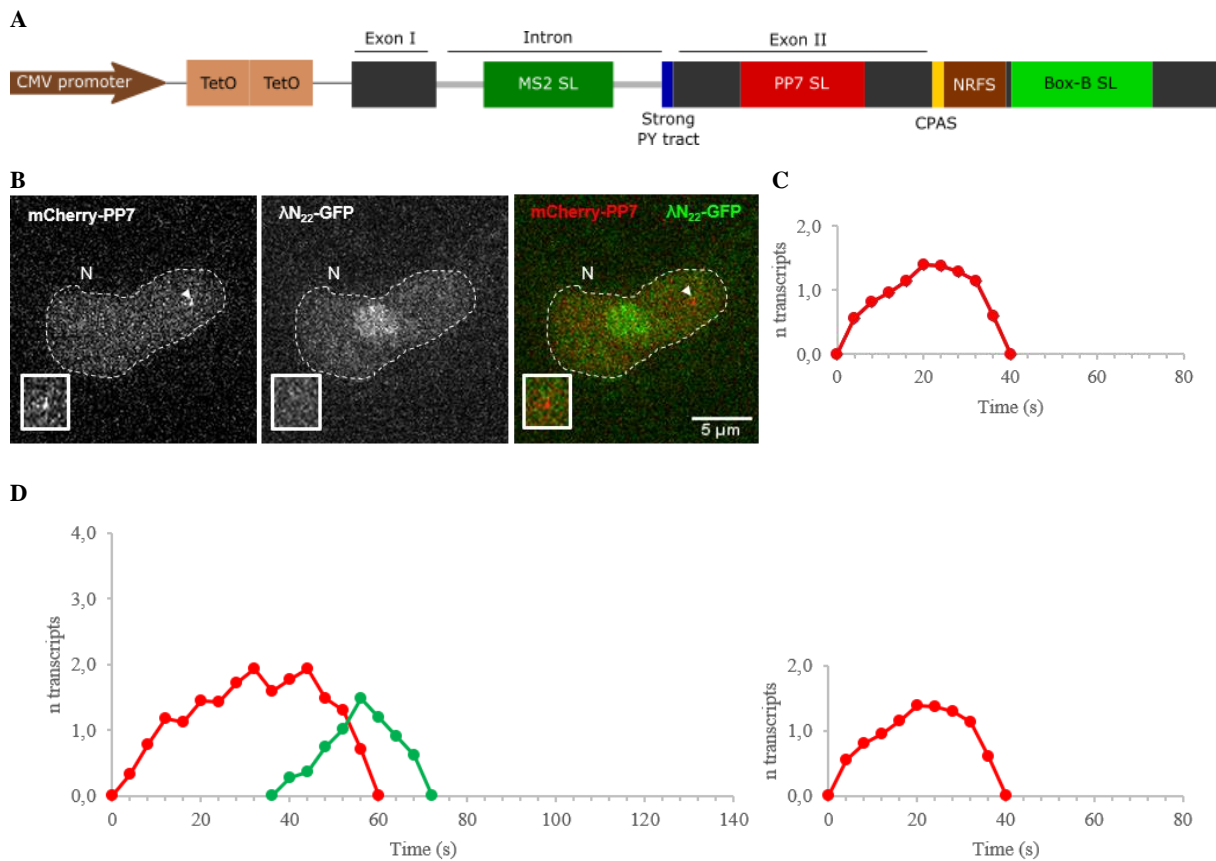 A
Exon I
Intron
Exon II
CMV promoter
TetO
TetO
MS2 SL
PP7 SL
NRFS
Box-B SL
Strong
PY tract
CPAS
B
mCherry-PP7
N
λN22-GFP
mCherry-PP7 λN22-GFP
N
5 µm
C
n transcripts
2,0
1,0
0,0
0 20 40 60 80
Time (s)
D
n transcripts
4,0
3,0
2,0
1,0
0,0
0 20 40 60 80 100 120 140
Time (s)
n transcripts
2,0
1,0
0,0
0 20 40 60 80
Time (s)